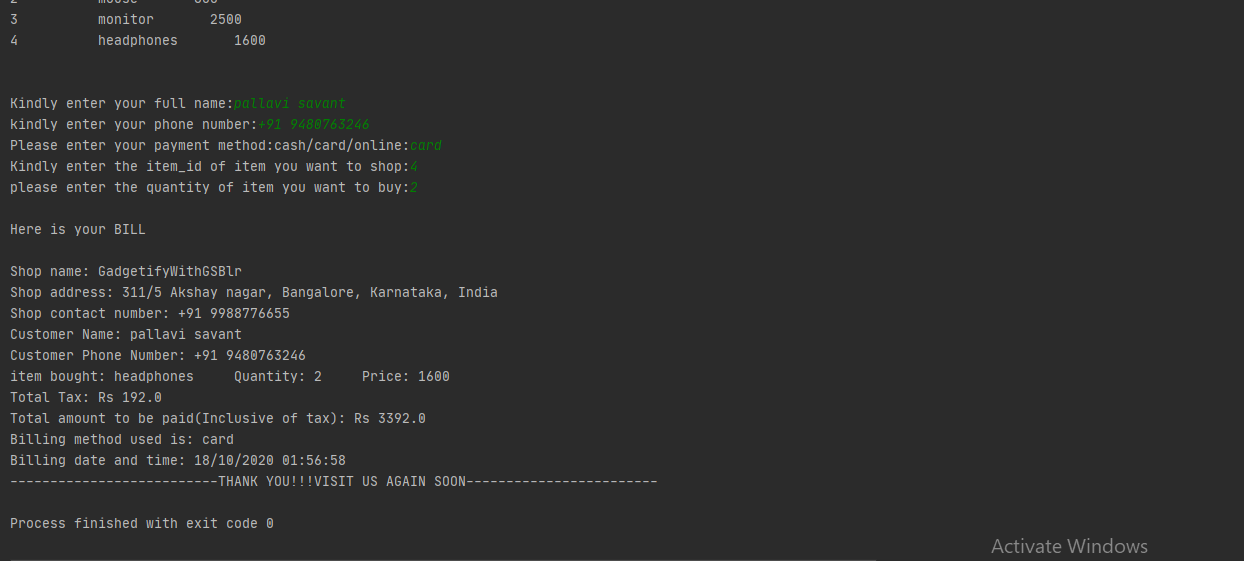 3          monitor       2500
4          headphones       1600
Kindly enter your full name:pallavi savant
kindly enter your phone number:+91 9480763246
Please enter your payment method:cash/card/online:card
Kindly enter the item_id of item you want to shop:4
please enter the quantity of item you want to buy:2
Here is your BILL
Shop name: GadgetifyWithGSBlr
Shop address: 311/5 Akshay nagar, Bangalore, Karnataka, India
Shop contact number: +91 9988776655
Customer Name: pallavi savant
Customer Phone Number: +91 9480763246
item bought: headphones     Quantity: 2     Price: 1600
Total Tax: Rs 192.0
Total amount to be paid(Inclusive of tax): Rs 3392.0
Billing method used is: card
Billing date and time: 18/10/2020 01:56:58
--------------------------THANK YOU!!!VISIT US AGAIN SOON------------------------
Process finished with exit code 0
Activate Windows